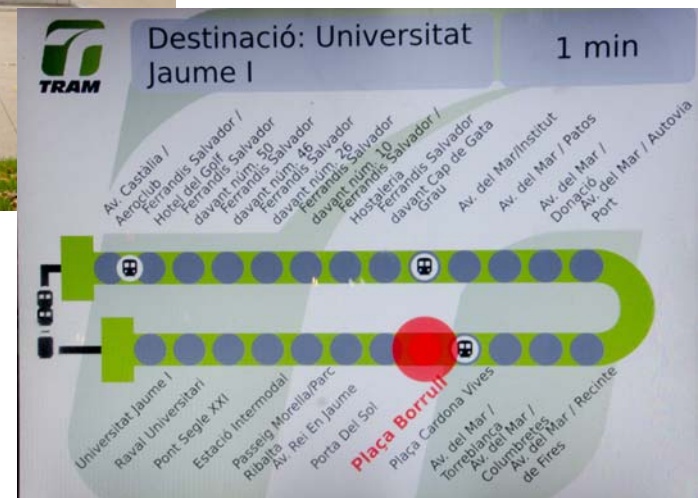 TRAM
Destinació: Universitat
Jaume I
1 min
Av. Castàlia /
Aeroclub
Ferrandis Salvador /
Hotel del Golf
Ferrandis Salvador
davant núm. 50
Ferrandis Salvador
davant núm. 46
Ferrandis Salvador
davant núm. 26
Ferrandis Salvador
davant núm. 10
Ferrandis Salvador /
Hostaleria
Ferrandis Salvador
davant Cap de Gata
Grau
Av. del Mar/Institut
Av. del Mar / Patos
Av. del Mar /
Donació
Av. del Mar / Autovia
Port
Universitat Jaume I
Raval Universitari
Pont Segle XXI
Estació Intermodal
Passeig Morella/Parc
Ribalta
Av. Rei En Jaume
Porta Del Sol
Plaça Borrull
Plaça Cardona Vives
Av. del Mar /
Torreblanca
Av. del Mar /
Columbretes
Av. del Mar / Recinte
de Fires